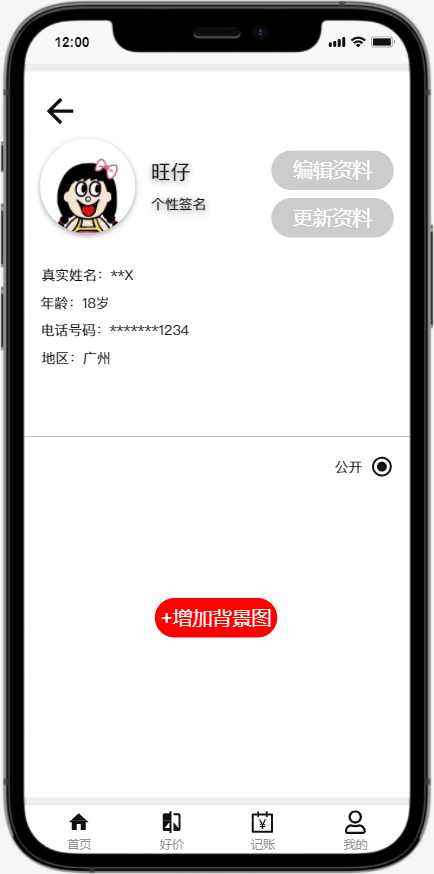 12:00
旺仔
编辑资料
个性签名
更新资料
真实姓名：**X
年龄：18岁
电话号码：*******1234
地区：广州
公开
+增加背景图
首页 好价 记账 我的